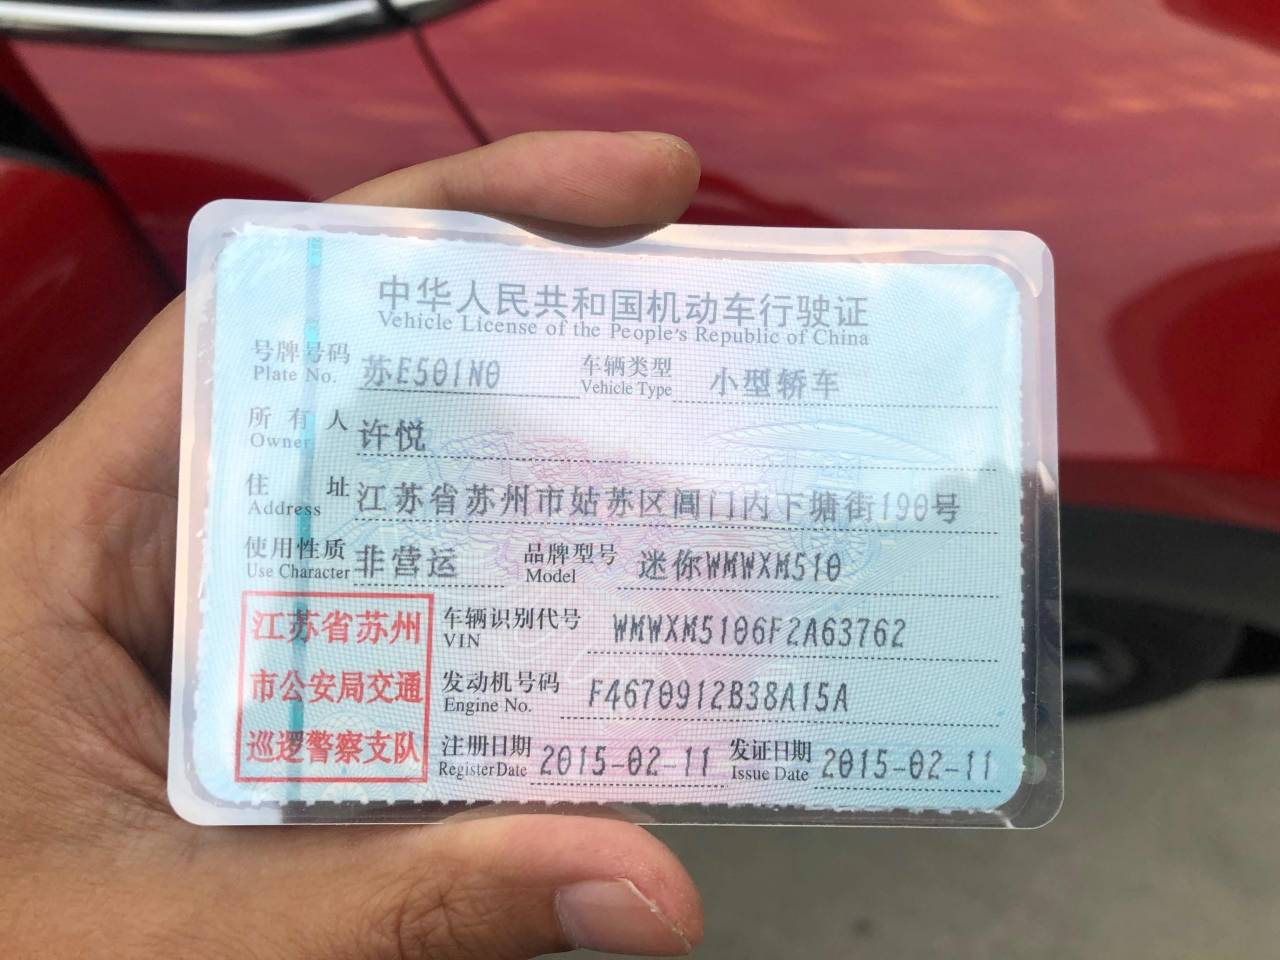 中华人民共和国机动车行驶证
Vehicle License of the People's Republic of China
号牌号码 苏E501N0 车辆类型 小型轿车
Plate No. Vehicle Type
所有人 许悦
Owner
住址 江苏省苏州市姑苏区阊门内下塘街190号
Address
使用性质 非营运 品牌型号 迷你WMWXM510
Use Character Model
江苏省苏州
市公安局交通
巡逻警察支队
车辆识别代号 WMWXM5106F2A63762
VIN
发动机号码 F4670912B38A15A
Engine No.
注册日期 2015-02-11 发证日期 2015-02-11
Register Date Issue Date